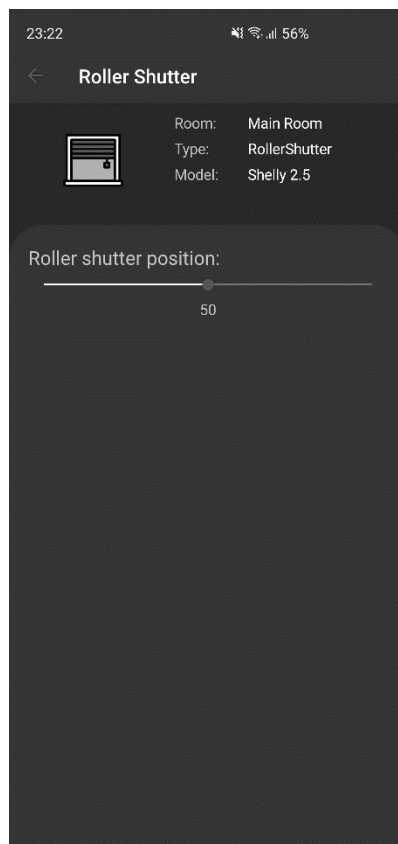 23:22 56%
Roller Shutter
Room: Main Room
Type: RollerShutter
Model: Shelly 2.5
Roller shutter position:
50